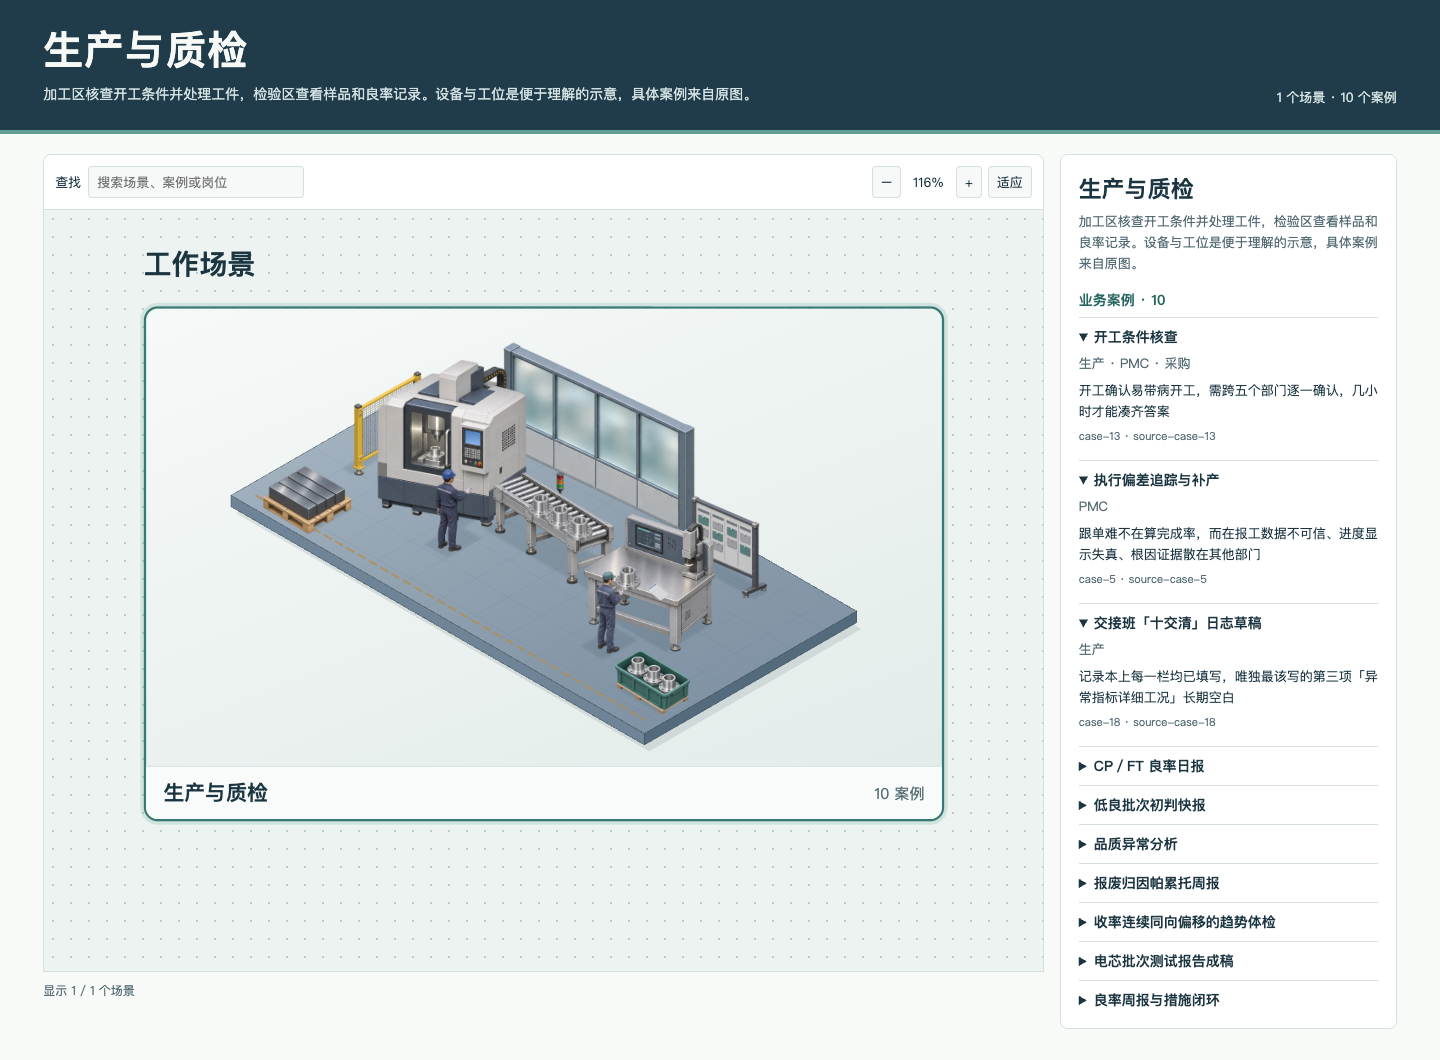 生产与质检
加工区核查开工条件并处理工件，检验区查看样品和良率记录。设备与工位是便于理解的示意，具体案例来自原图。
1 个场景 · 10 个案例
查找
搜索场景、案例或岗位
−
116%
+
适应
工作场景
生产与质检
10 案例
显示 1 / 1 个场景
生产与质检
加工区核查开工条件并处理工件，检验区查看样品和
良率记录。设备与工位是便于理解的示意，具体案例
来自原图。
业务案例 · 10
▼ 开工条件核查
生产 · PMC · 采购
开工确认易带病开工，需跨五个部门逐一确认，几小
时才能凑齐答案
case-13 · source-case-13
▼ 执行偏差追踪与补产
PMC
跟单难不在算完成率，而在报工数据不可信、进度显
示失真、根因证据散在其他部门
case-5 · source-case-5
▼ 交接班「十交清」日志草稿
生产
记录本上每一栏均已填写，唯独最该写的第三项「异
常指标详细工况」长期空白
case-18 · source-case-18
▶ CP / FT 良率日报
▶ 低良批次初判快报
▶ 品质异常分析
▶ 报废归因帕累托周报
▶ 收率连续同向偏移的趋势体检
▶ 电芯批次测试报告成稿
▶ 良率周报与措施闭环